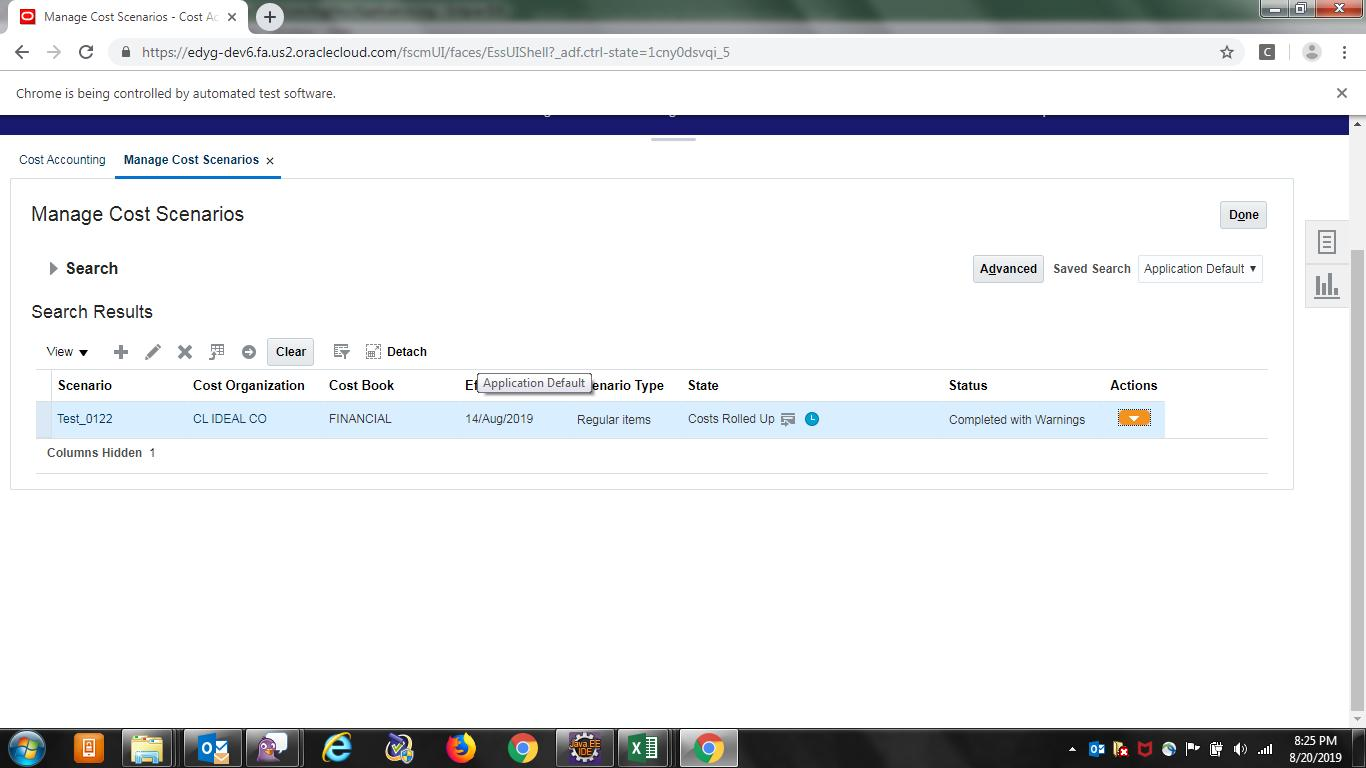 Manage Cost Scenarios - Cost Ac
https://edyg-dev6.fa.us2.oraclecloud.com/fscmUI/faces/EssUIShell?_adf.ctrl-state=1cny0dsvqi_5
C
Chrome is being controlled by automated test software.
Cost Accounting Manage Cost Scenarios
Manage Cost Scenarios Done
Search Advanced Saved Search Application Default
Search Results
View Clear Detach
Scenario Cost Organization Cost Book Ef Application Default enario Type State Status Actions
Test_0122 CL IDEAL CO FINANCIAL 14/Aug/2019 Regular items Costs Rolled Up Completed with Warnings
Columns Hidden 1
Java EE
IDE
8:25 PM
8/20/2019